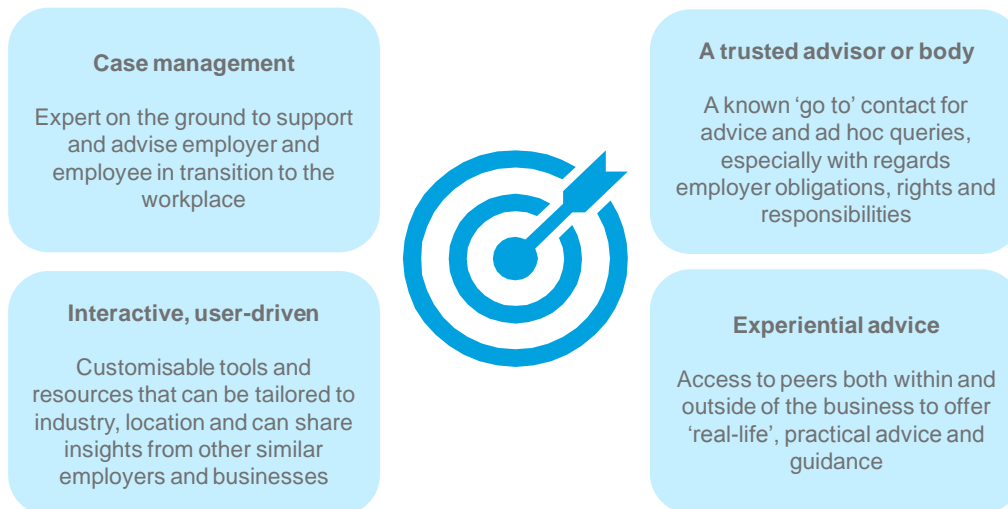 Case management
Expert on the ground to support
and advise employer and
employee in transition to the
workplace
A trusted advisor or body
A known ‘go to’ contact for
advice and ad hoc queries,
especially with regards
employer obligations, rights and
responsibilities
Interactive, user-driven
Customisable tools and
resources that can be tailored to
industry, location and can share
insights from other similar
employers and businesses
Experiential advice
Access to peers both within and
outside of the business to offer
‘real-life’, practical advice and
guidance